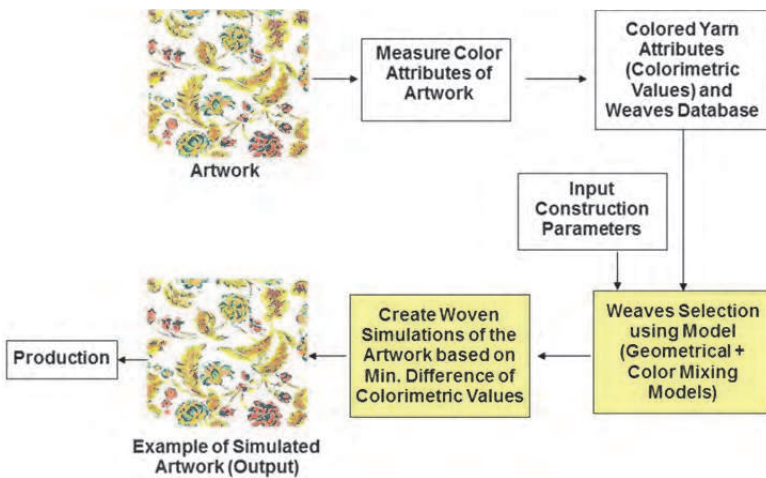 Artwork
Measure Color
Attributes of
Artwork
Colored Yarn
Attributes
(Colorimetric
Values) and
Weaves Database
Input
Construction
Parameters
Weaves Selection
using Model
(Geometrical +
Color Mixing
Models)
Create Woven
Simulations of the
Artwork based on
Min. Difference of
Colorimetric Values
Example of Simulated
Artwork (Output)
Production